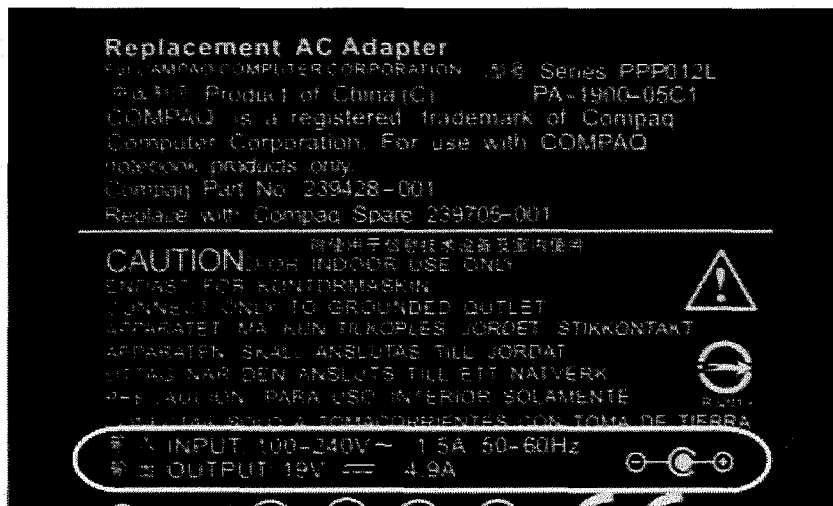 Replacement AC Adapter
COMPUTER CORPORATION Series PPP012L
Product of China (C) PA-1900-05C1
COMPAQ is a registered trademark of Compaq
Computer Corporation. For use with COMPAQ
notebook products only.
Compaq Part No 239428-001
Replace with Compaq Spare 239705-001
CAUTION: FOR INDOOR USE ONLY
CONNECT ONLY TO GROUNDED OUTLET
APPARATET MA KUN TILKOPLES JORDET STIKKONTAKT
APPARATEN SKALL ANSLUTAS TILL JORDAT
UTTAG NAR DEN ANSLUTS TILL ETT NATVERK
PARA USO INTERIOR SOLAMENTE
TOMACORRIENTES CON TOMA DE TIERRA
INPUT 100-240V~ 1.5A 50-60Hz
OUTPUT 19V ⎓ 4.9A